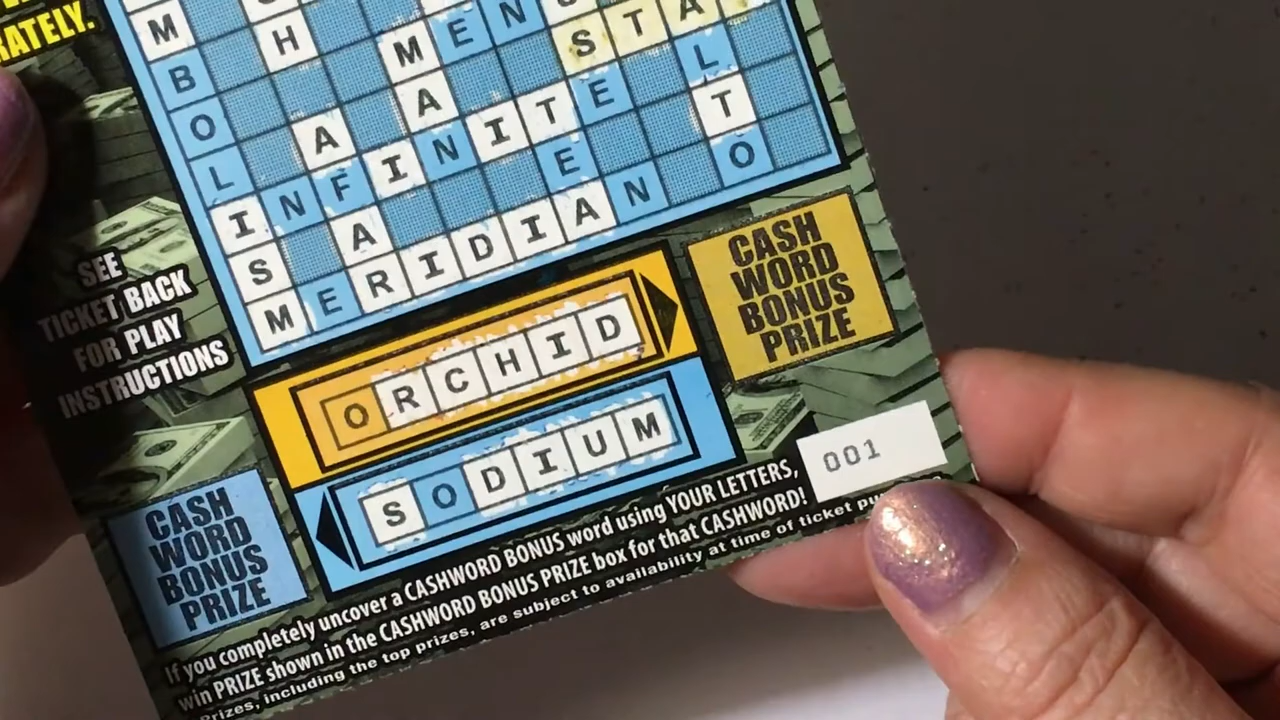 RATELY.
SYMBOLISM
INFINITE
MERIDIAN
SEE
TICKET BACK
FOR PLAY
INSTRUCTIONS
ORCHID
SODIUM
CASH
WORD
BONUS
PRIZE
CASH
WORD
BONUS
PRIZE
001
If you completely uncover a CASHWORD BONUS word using YOUR LETTERS,
win PRIZE shown in the CASHWORD BONUS PRIZE box for that CASHWORD!
Prizes, including the top prizes, are subject to availability at time of ticket